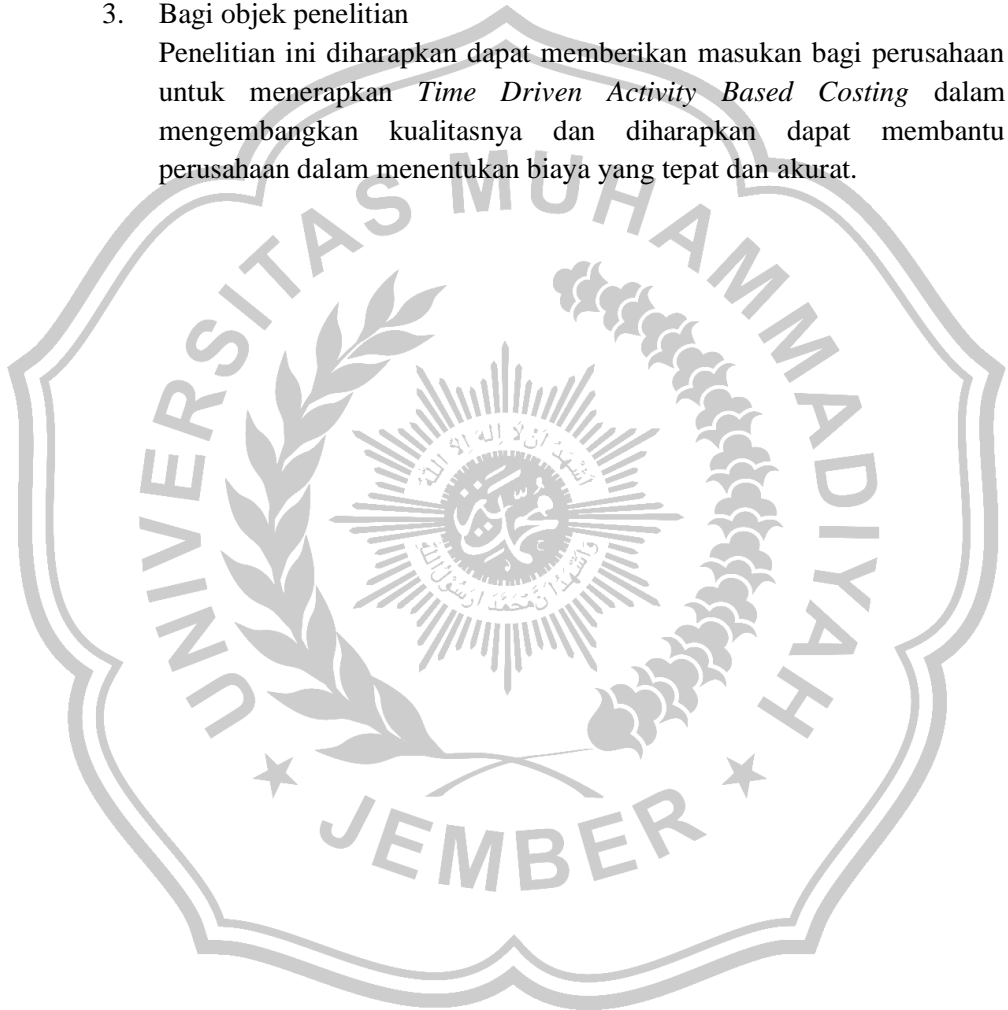 3. Bagi objek penelitian
Penelitian ini diharapkan dapat memberikan masukan bagi perusahaan
untuk menerapkan Time Driven Activity Based Costing dalam
mengembangkan kualitasnya dan diharapkan dapat membantu
perusahaan dalam menentukan biaya yang tepat dan akurat.
UNIVERSITAS MUHAMMADIYAH
JEMBER